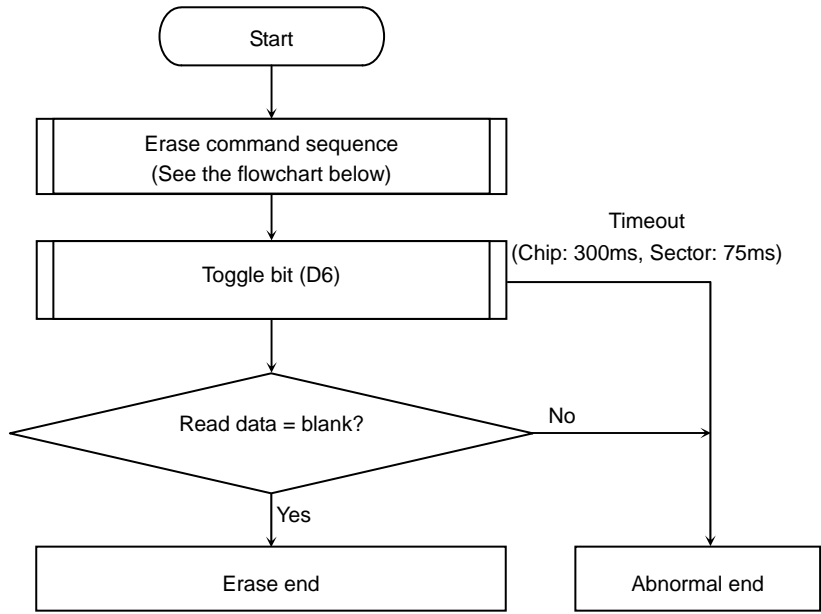 Start
Erase command sequence
(See the flowchart below)
Timeout
(Chip: 300ms, Sector: 75ms)
Toggle bit (D6)
Read data = blank?
No
Yes
Erase end
Abnormal end